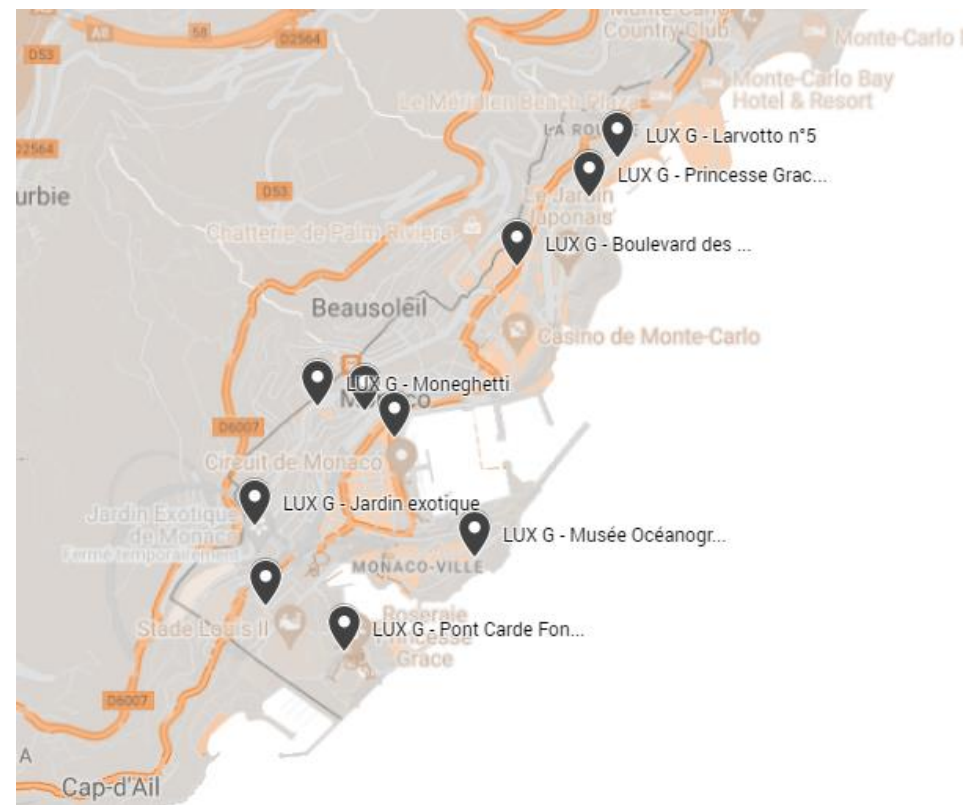 Monte-Carlo
Country Club
A8
58
D2564
D53
Monte-Carlo
Monte-Carlo Bay
Hotel & Resort
Le Méridien Beach Plaza
LUX G - Larvotto n°5
D2564
D53
LUX G - Princesse Grac...
urbie
Le Jardin
Japonais
Chatterie de Palm Riviera
LUX G - Boulevard des ...
Beausoleil
Casino de Monte-Carlo
LUX G - Moneghetti
Monaco
D6007
Circuit de Monaco
LUX G - Jardin exotique
Jardin Exotique
de Monaco
Fermé temporairement
LUX G - Musée Océanogr...
MONACO-VILLE
Stade Louis II
Roseraie
Princesse
Grace
LUX G - Pont Carde Fon...
D6007
A
Cap-d'Ail